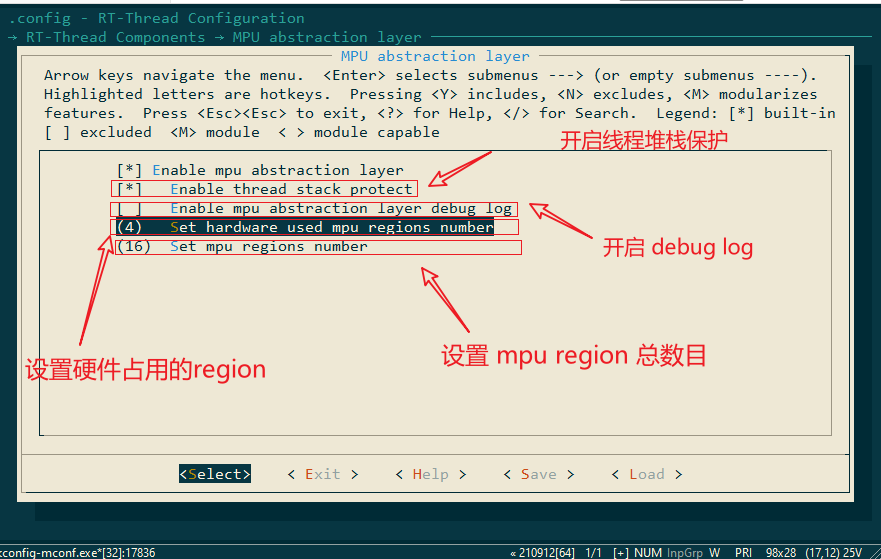 .config - RT-Thread Configuration
→ RT-Thread Components → MPU abstraction layer
MPU abstraction layer
Arrow keys navigate the menu.  <Enter> selects submenus ---> (or empty submenus ----).
Highlighted letters are hotkeys.  Pressing <Y> includes, <N> excludes, <M> modularizes
features.  Press <Esc><Esc> to exit, <?> for Help, </> for Search.  Legend: [*] built-in
[ ] excluded  <M> module  < > module capable
开启线程堆栈保护
[*] Enable mpu abstraction layer
[*]   Enable thread stack protect
[ ]   Enable mpu abstraction layer debug log
(4)   Set hardware used mpu regions number
(16)  Set mpu regions number
开启 debug log
设置 mpu region 总数目
设置硬件占用的region
<Select>    < Exit >    < Help >    < Save >    < Load >
config-mconf.exe*[32]:17836    « 210912[64]  1/1  [+] NUM InpGrp W  PRI  98x28  (17,12) 25V